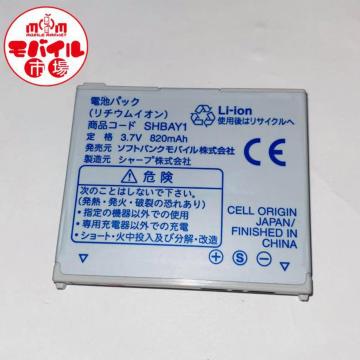 MOBILE MARKET
モバイル
市場
電池パック
(リチウムイオン)
商品コード SHBAY1
定格 3.7V 820mAh
発売元 ソフトバンクモバイル株式会社
製造元 シャープ株式会社
Li-ion
使用後はリサイクルへ
CE
⚠危険
次のことをしないでください
(発熱・発火・破裂の恐れあり)
・指定の機器以外での使用
・専用充電器以外での充電
・ショート・火中投入及び分解・改造
CELL ORIGIN
JAPAN/
FINISHED IN
CHINA
⊕ Ⓢ ⊖